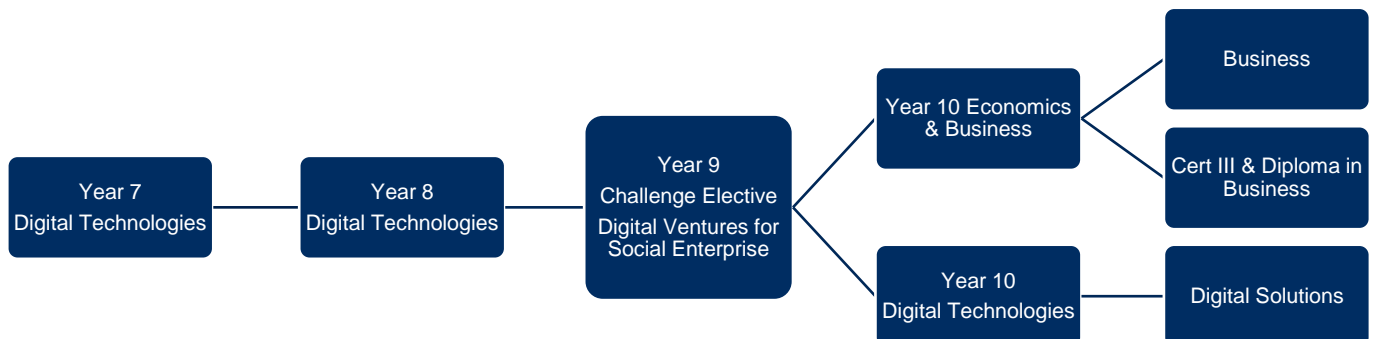 Year 7
Digital Technologies
Year 8
Digital Technologies
Year 9
Challenge Elective
Digital Ventures for
Social Enterprise
Year 10 Economics
& Business
Business
Cert III & Diploma in
Business
Year 10
Digital Technologies
Digital Solutions